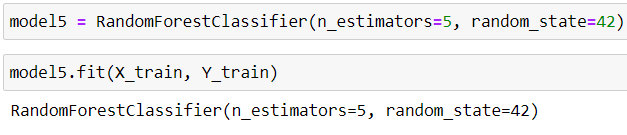 model5 = RandomForestClassifier(n_estimators=5, random_state=42)
model5.fit(X_train, Y_train)
RandomForestClassifier(n_estimators=5, random_state=42)